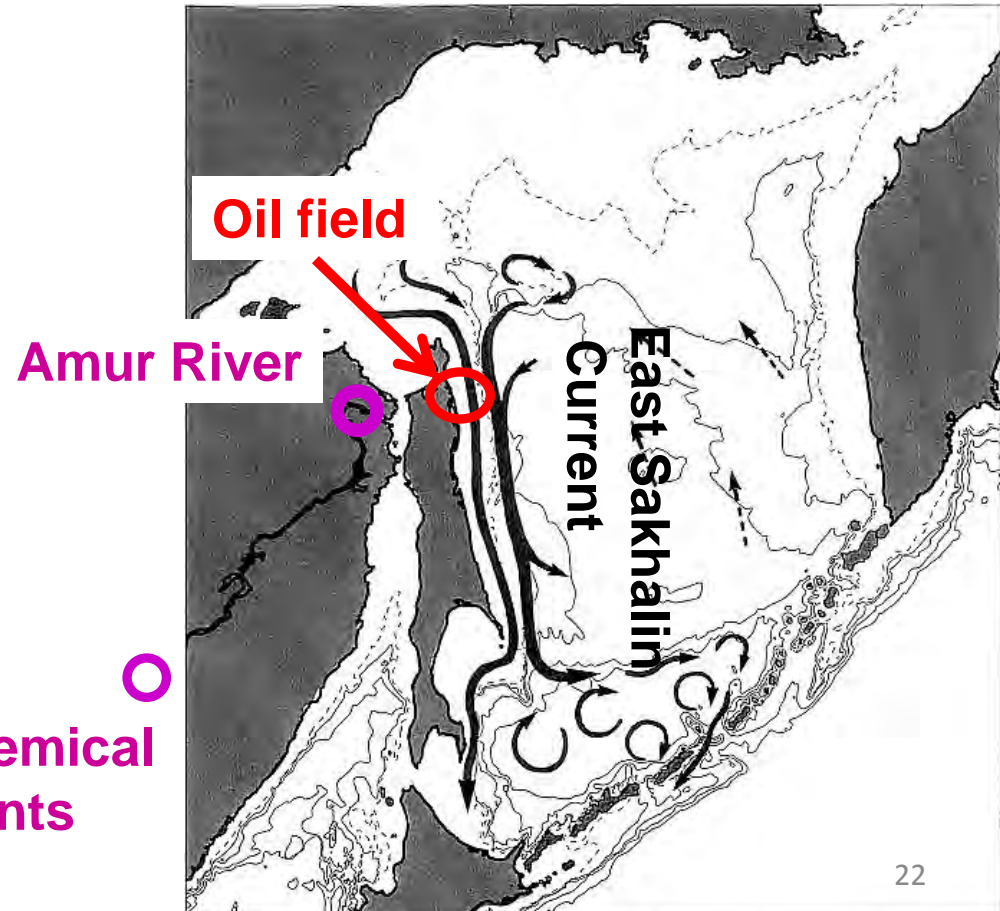 Oil field
Amur River
East Sakhalin
Current
emical
nts
22